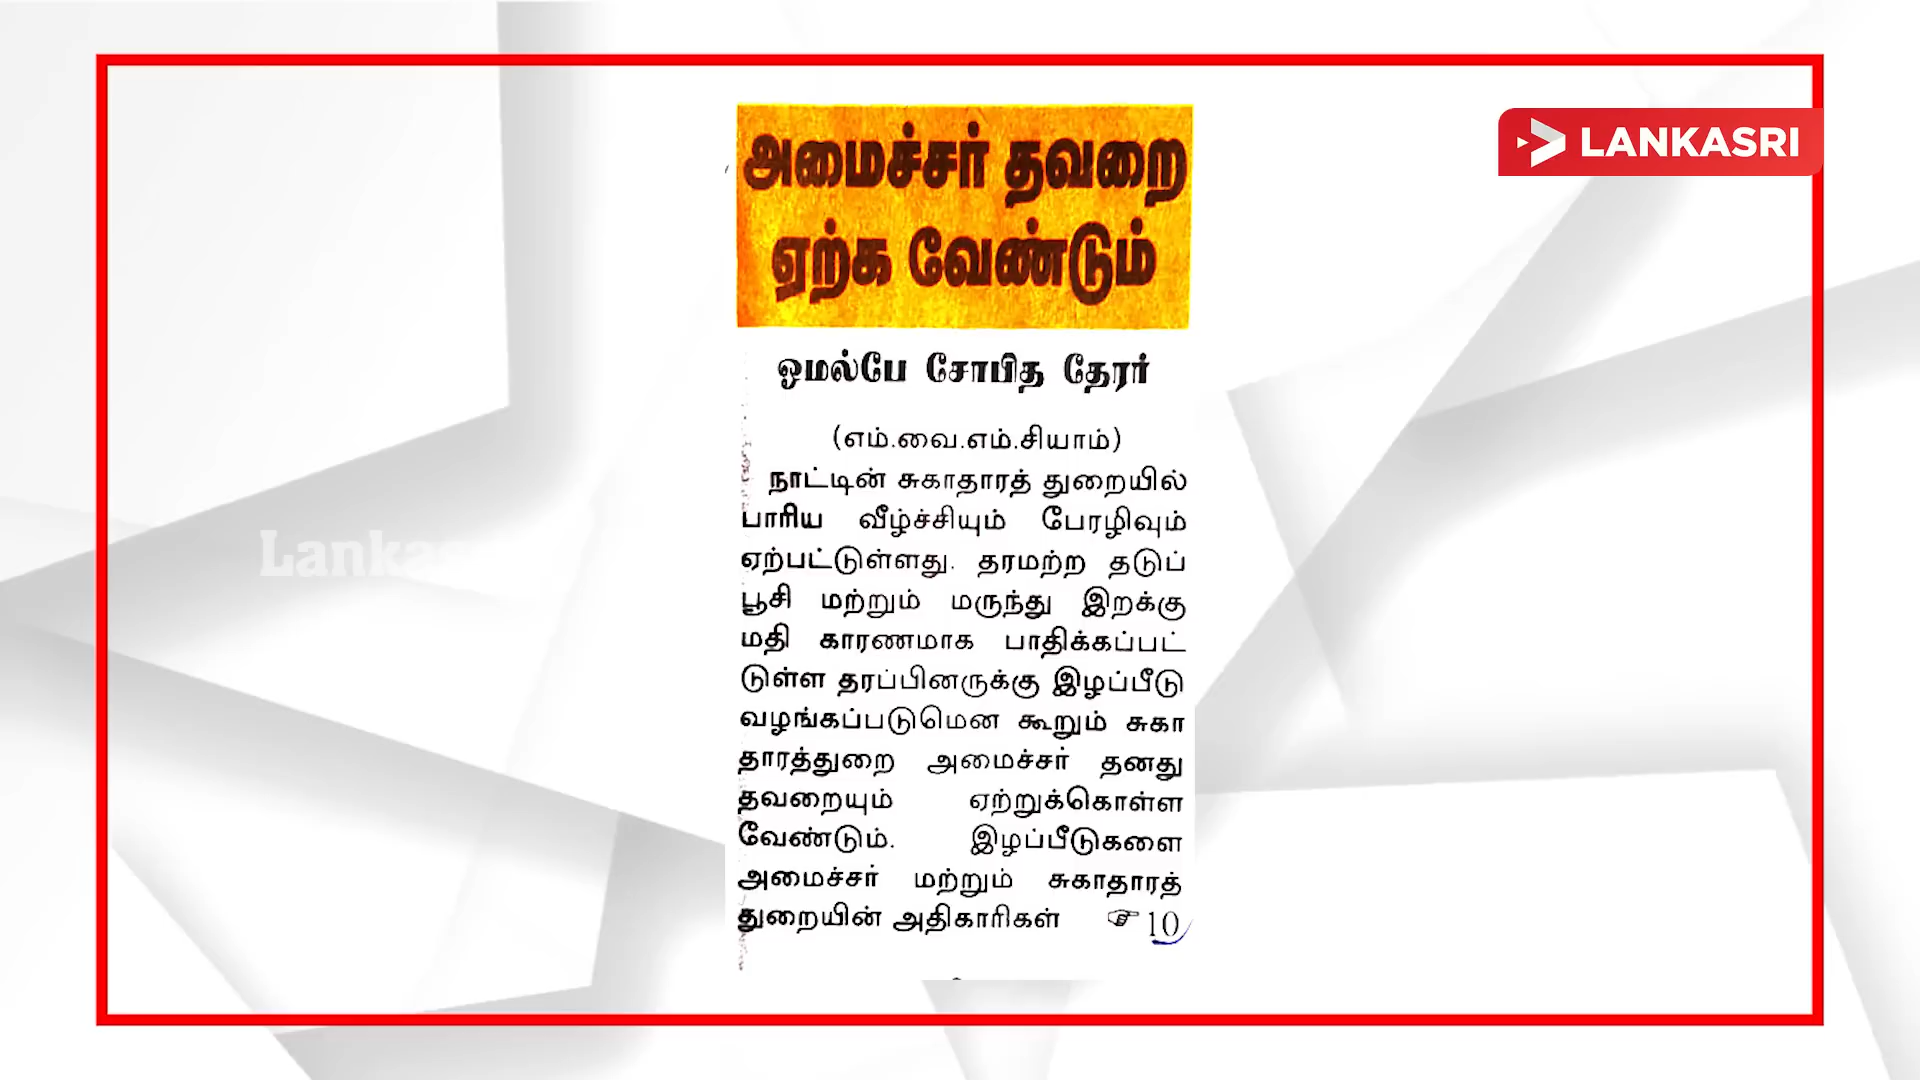 LANKASRI
அமைச்சர் தவறை
ஏற்க வேண்டும்
ஓமல்பே சோபித தேரர்
(எம்.வை.எம்.சியாம்)
நாட்டின் சுகாதாரத் துறையில்
பாரிய வீழ்ச்சியும் பேரழிவும்
ஏற்பட்டுள்ளது. தரமற்ற தடுப்
பூசி மற்றும் மருந்து இறக்கு
மதி காரணமாக பாதிக்கப்பட்
டுள்ள தரப்பினருக்கு இழப்பீடு
வழங்கப்படுமென கூறும் சுகா
தாரத்துறை அமைச்சர் தனது
தவறையும் ஏற்றுக்கொள்ள
வேண்டும். இழப்பீடுகளை
அமைச்சர் மற்றும் சுகாதாரத்
துறையின் அதிகாரிகள் ☞ 10